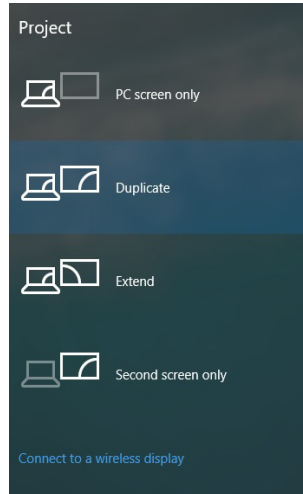 Project
PC screen only
Duplicate
Extend
Second screen only
Connect to a wireless display